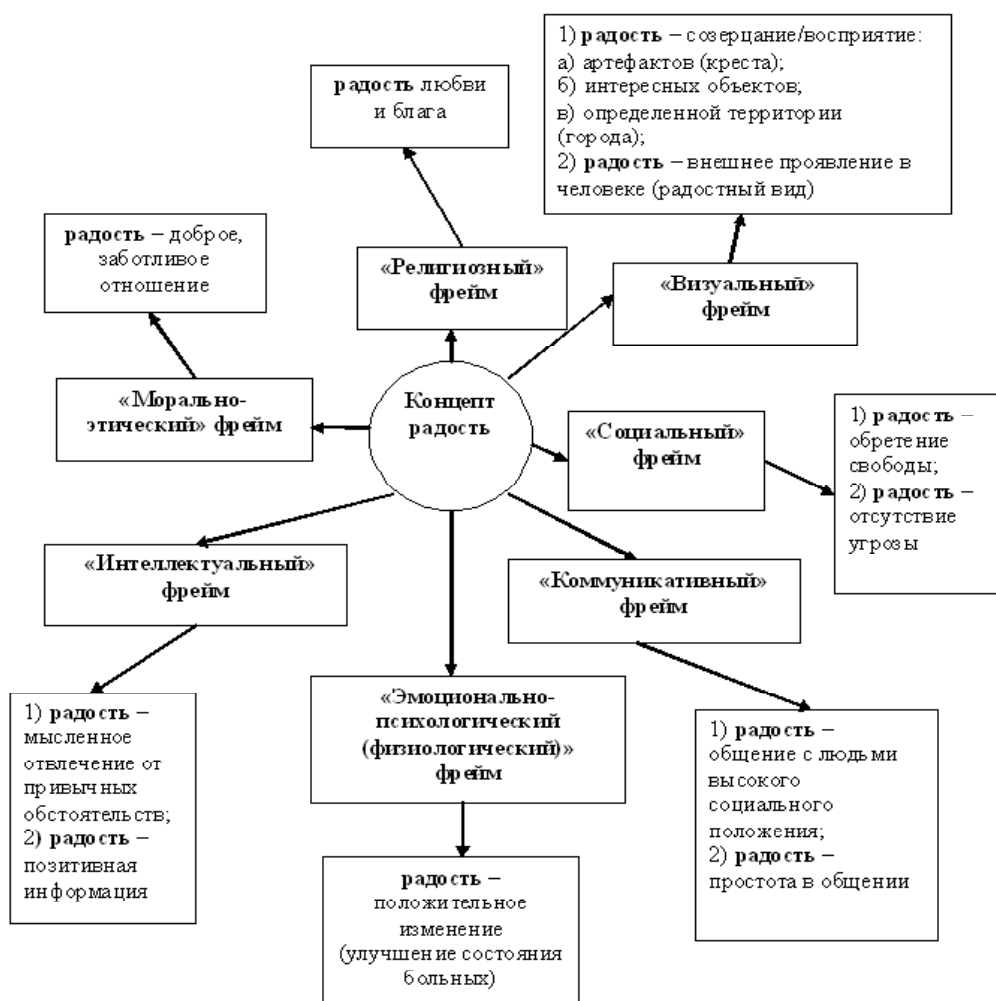 1) радость – созерцание/восприятие:
а) артефактов (креста);
б) интересных объектов;
в) определенной территории
(города);
2) радость – внешнее проявление в
человеке (радостный вид)
радость любви
и блага
радость – доброе,
заботливое
отношение
«Религиозный»
фрейм
«Визуальный»
фрейм
«Морально-
этический» фрейм
Концепт
радость
«Социальный»
фрейм
1) радость –
обретение
свободы;
2) радость –
отсутствие
угрозы
«Интеллектуальный»
фрейм
«Коммуникативный»
фрейм
«Эмоционально-
психологический
(физиологический)»
фрейм
1) радость –
мысленное
отвлечение от
привычных
обстоятельств;
2) радость –
позитивная
информация
1) радость –
общение с людьми
высокого
социального
положения;
2) радость –
простота в общении
радость –
положительное
изменение
(улучшение состояния
больных)